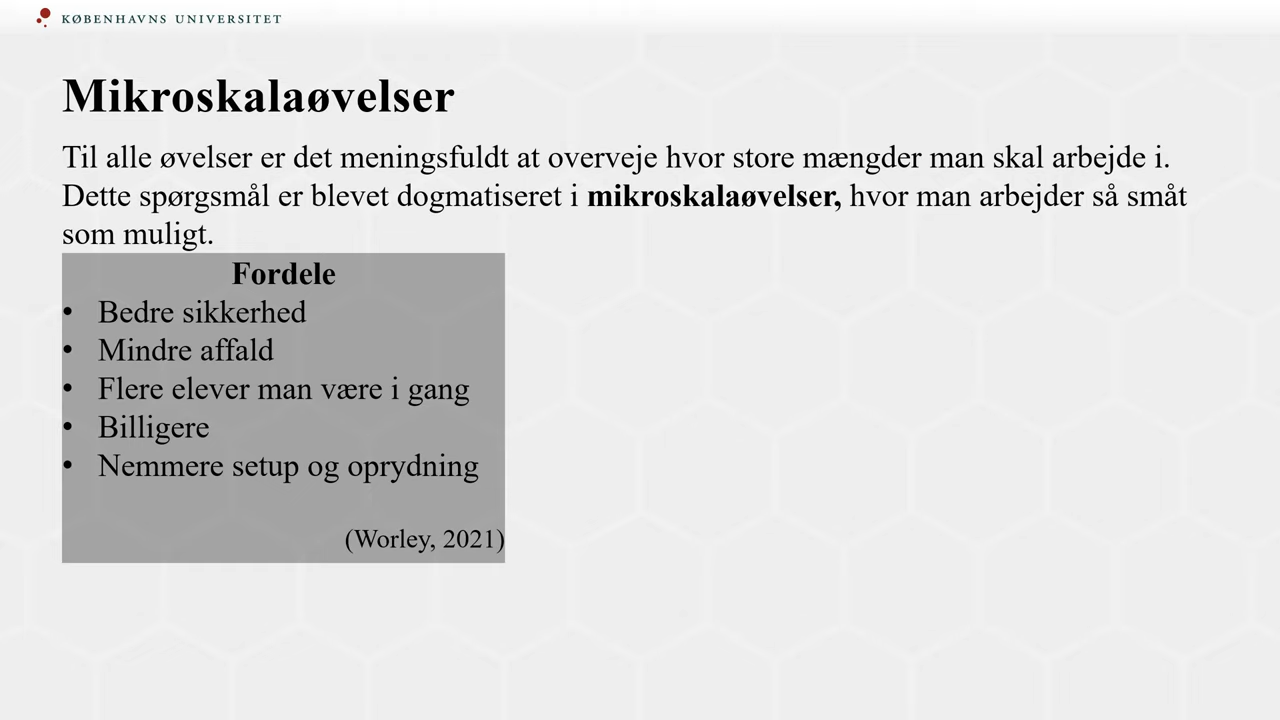 KØBENHAVNS UNIVERSITET
Mikroskalaøvelser
Til alle øvelser er det meningsfuldt at overveje hvor store mængder man skal arbejde i.
Dette spørgsmål er blevet dogmatiseret i mikroskalaøvelser, hvor man arbejder så småt
som muligt.
Fordele
• Bedre sikkerhed
• Mindre affald
• Flere elever man være i gang
• Billigere
• Nemmere setup og oprydning
(Worley, 2021)